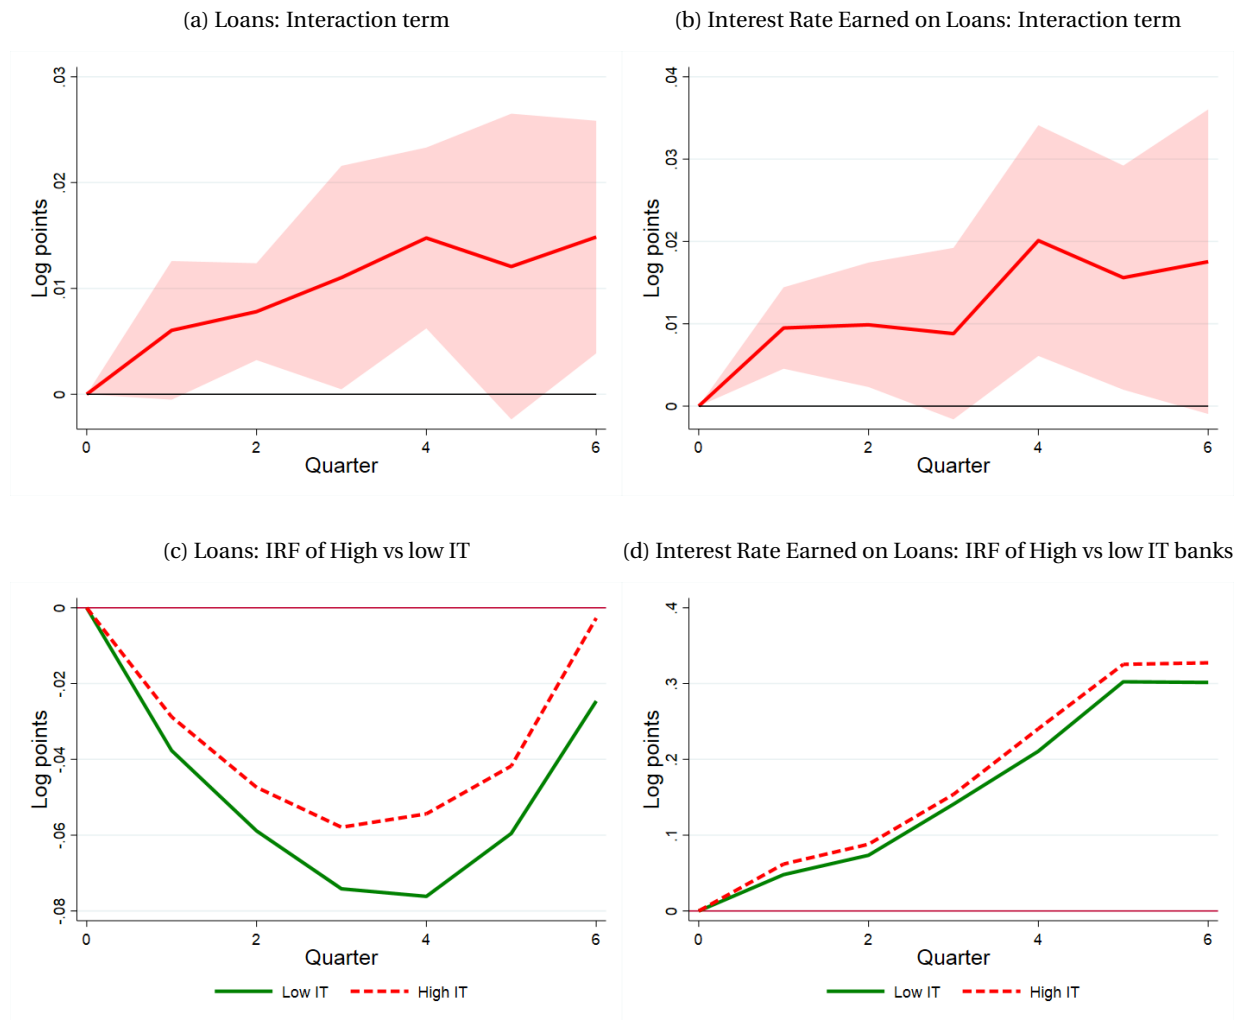 (a) Loans: Interaction term
.03
.02
.01
0
Log points
0 2 4 6
Quarter
(b) Interest Rate Earned on Loans: Interaction term
.04
.03
.02
.01
0
Log points
0 2 4 6
Quarter
(c) Loans: IRF of High vs low IT
0
-.02
-.04
-.06
-.08
Log points
0 2 4 6
Quarter
Low IT High IT
(d) Interest Rate Earned on Loans: IRF of High vs low IT banks
.4
.3
.2
.1
0
Log points
0 2 4 6
Quarter
Low IT High IT